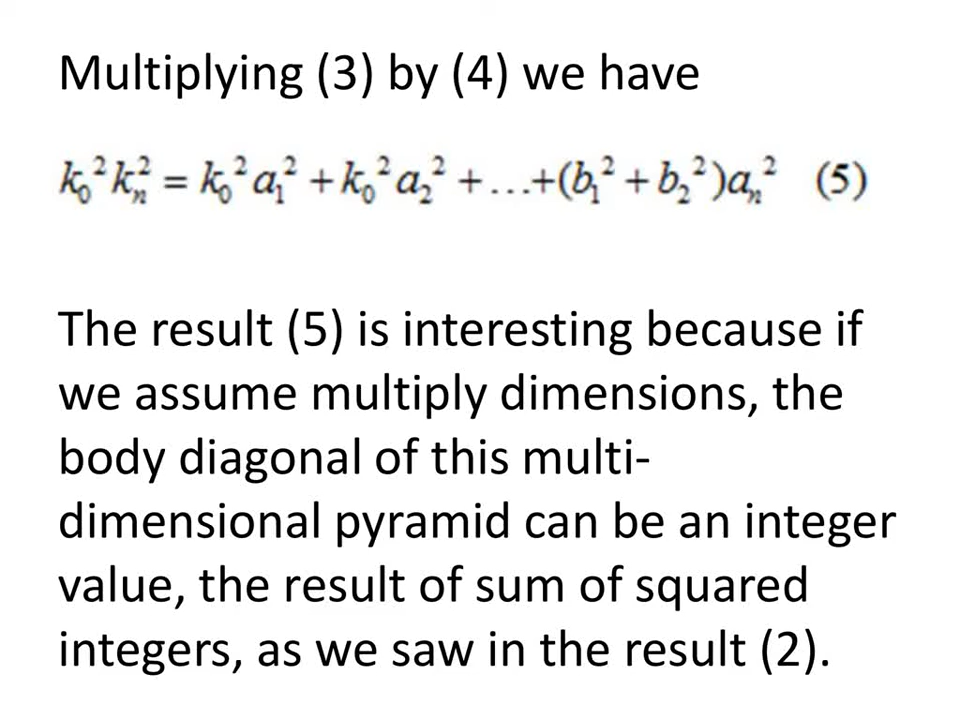 Multiplying (3) by (4) we have
k₀²kₙ² = k₀²a₁² + k₀²a₂² + …+(b₁² + b₂²)aₙ² (5)
The result (5) is interesting because if
we assume multiply dimensions, the
body diagonal of this multi-
dimensional pyramid can be an integer
value, the result of sum of squared
integers, as we saw in the result (2).